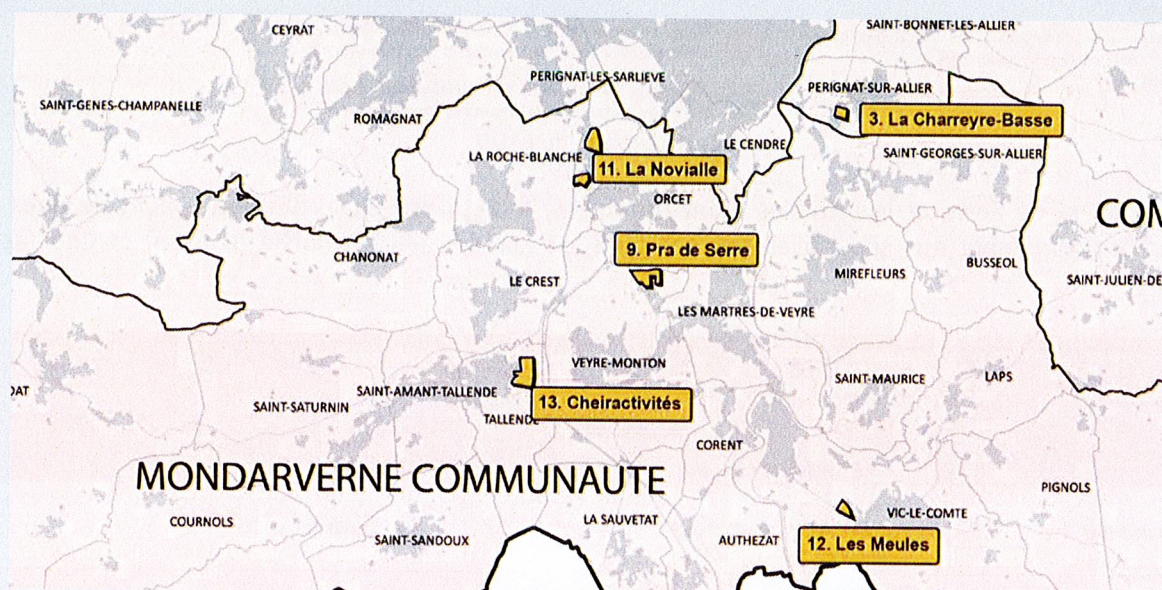 SAINT-BONNET-LES-ALLIER
CEYRAT
PERIGNAT-LES-SARLIEVE
PERIGNAT-SUR-ALLIER
SAINT-GENES-CHAMPANELLE
ROMAGNAT
3. La Charreyre-Basse
LE CENDRE
SAINT-GEORGES-SUR-ALLIER
LA ROCHE-BLANCHE
11. La Novialle
ORCET
COM
9. Pra de Serre
CHANONAT
BUSSEOL
MIREFLEURS
LE CREST
SAINT-JULIEN-DE
LES MARTRES-DE-VEYRE
VEYRE-MONTON
SAINT-MAURICE
LAPS
DAT
SAINT-AMANT-TALLENDE
SAINT-SATURNIN
13. Cheiractivités
TALLENDE
CORENT
MONDARVERNE COMMUNAUTE
PIGNOLS
COURNOLS
LA SAUVETAT
VIC-LE-COMTE
SAINT-SANDOUX
AUTHEZAT
12. Les Meules